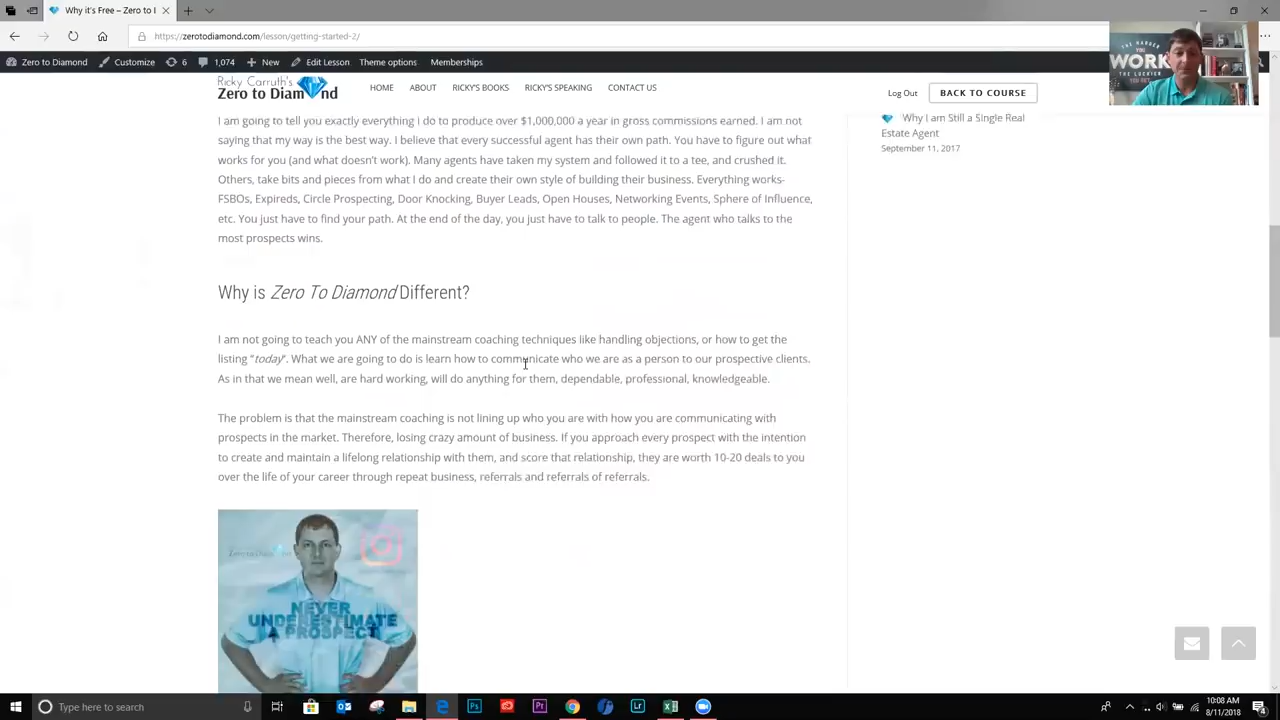 Why it's Free – Zero to D
https://zerotodiamond.com/lesson/getting-started-2/
Zero to Diamond Customize 6 1,074 New Edit Lesson Theme options Memberships
THE HARDER
YOU
WORK
THE LUCKIER
YOU GET
Ricky Carruth's
Zero to Diamond
HOME ABOUT RICKY'S BOOKS RICKY'S SPEAKING CONTACT US
Log Out BACK TO COURSE
I am going to tell you exactly everything I do to produce over $1,000,000 a year in gross commissions earned. I am not
saying that my way is the best way. I believe that every successful agent has their own path. You have to figure out what
works for you (and what doesn't work). Many agents have taken my system and followed it to a tee, and crushed it.
Others, take bits and pieces from what I do and create their own style of building their business. Everything works-
FSBOs, Expireds, Circle Prospecting, Door Knocking, Buyer Leads, Open Houses, Networking Events, Sphere of Influence,
etc. You just have to find your path. At the end of the day, you just have to talk to people. The agent who talks to the
most prospects wins.
Why I am Still a Single Real
Estate Agent
September 11, 2017
Why is Zero To Diamond Different?
I am not going to teach you ANY of the mainstream coaching techniques like handling objections, or how to get the
listing "today". What we are going to do is learn how to communicate who we are as a person to our prospective clients.
As in that we mean well, are hard working, will do anything for them, dependable, professional, knowledgeable.
The problem is that the mainstream coaching is not lining up who you are with how you are communicating with
prospects in the market. Therefore, losing crazy amount of business. If you approach every prospect with the intention
to create and maintain a lifelong relationship with them, and score that relationship, they are worth 10-20 deals to you
over the life of your career through repeat business, referrals and referrals of referrals.
NEVER
UNDERESTIMATE
A PROSPECT
Type here to search
10:08 AM
8/11/2018